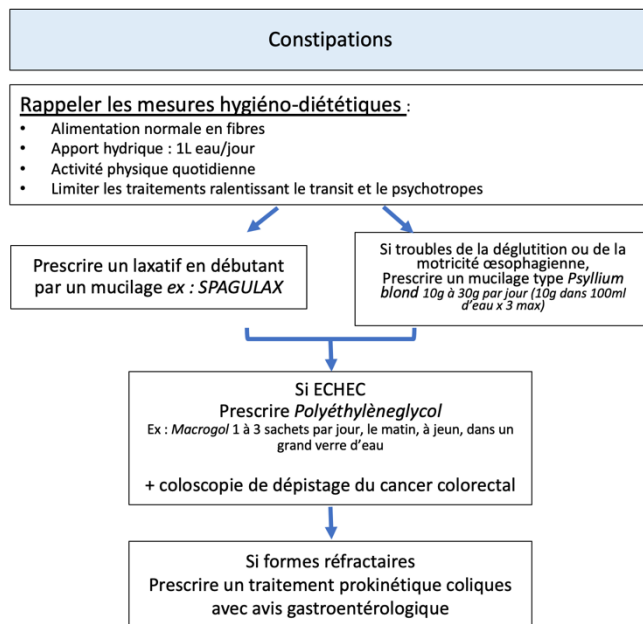 Constipations
Rappeler les mesures hygiéno-diététiques :
• Alimentation normale en fibres
• Apport hydrique : 1L eau/jour
• Activité physique quotidienne
• Limiter les traitements ralentissant le transit et le psychotropes
Prescrire un laxatif en débutant
par un mucilage ex : SPAGULAX
Si troubles de la déglutition ou de la
motricité œsophagienne,
Prescrire un mucilage type Psyllium
blond 10g à 30g par jour (10g dans 100ml
d'eau x 3 max)
Si ECHEC
Prescrire Polyéthylèneglycol
Ex : Macrogol 1 à 3 sachets par jour, le matin, à jeun, dans un
grand verre d'eau
+ coloscopie de dépistage du cancer colorectal
Si formes réfractaires
Prescrire un traitement prokinétique coliques
avec avis gastroentérologique